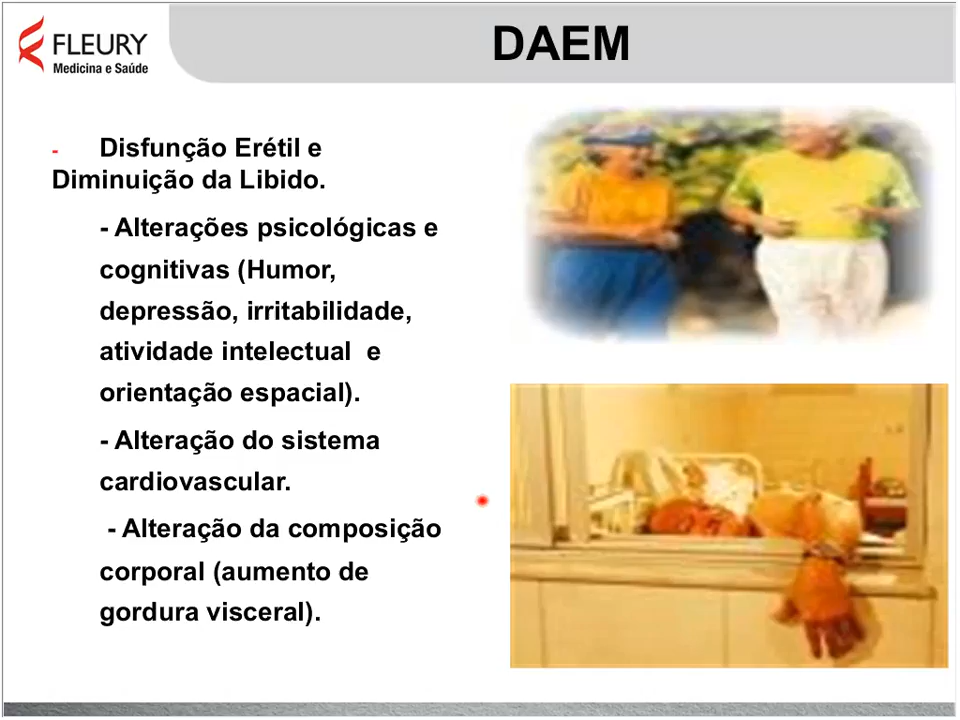 FLEURY
Medicina e Saúde
DAEM
- Disfunção Erétil e
Diminuição da Libido.
- Alterações psicológicas e
cognitivas (Humor,
depressão, irritabilidade,
atividade intelectual e
orientação espacial).
- Alteração do sistema
cardiovascular.
- Alteração da composição
corporal (aumento de
gordura visceral).